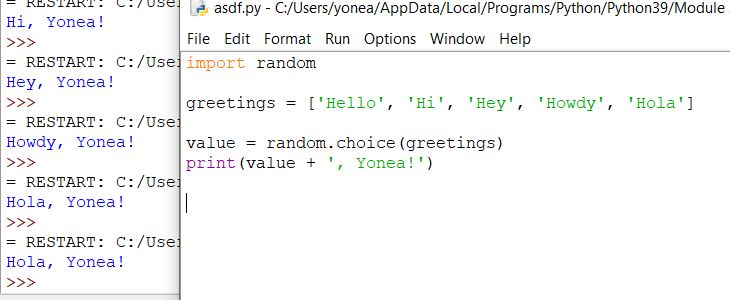 Hi, Yonea!
>>>
= RESTART: C:/User
Hey, Yonea!
>>>
= RESTART: C:/User
Howdy, Yonea!
>>>
= RESTART: C:/User
Hola, Yonea!
>>>
= RESTART: C:/User
Hola, Yonea!
>>>
asdf.py - C:/Users/yonea/AppData/Local/Programs/Python/Python39/Module
File Edit Format Run Options Window Help
import random
greetings = ['Hello', 'Hi', 'Hey', 'Howdy', 'Hola']
value = random.choice(greetings)
print(value + ', Yonea!')